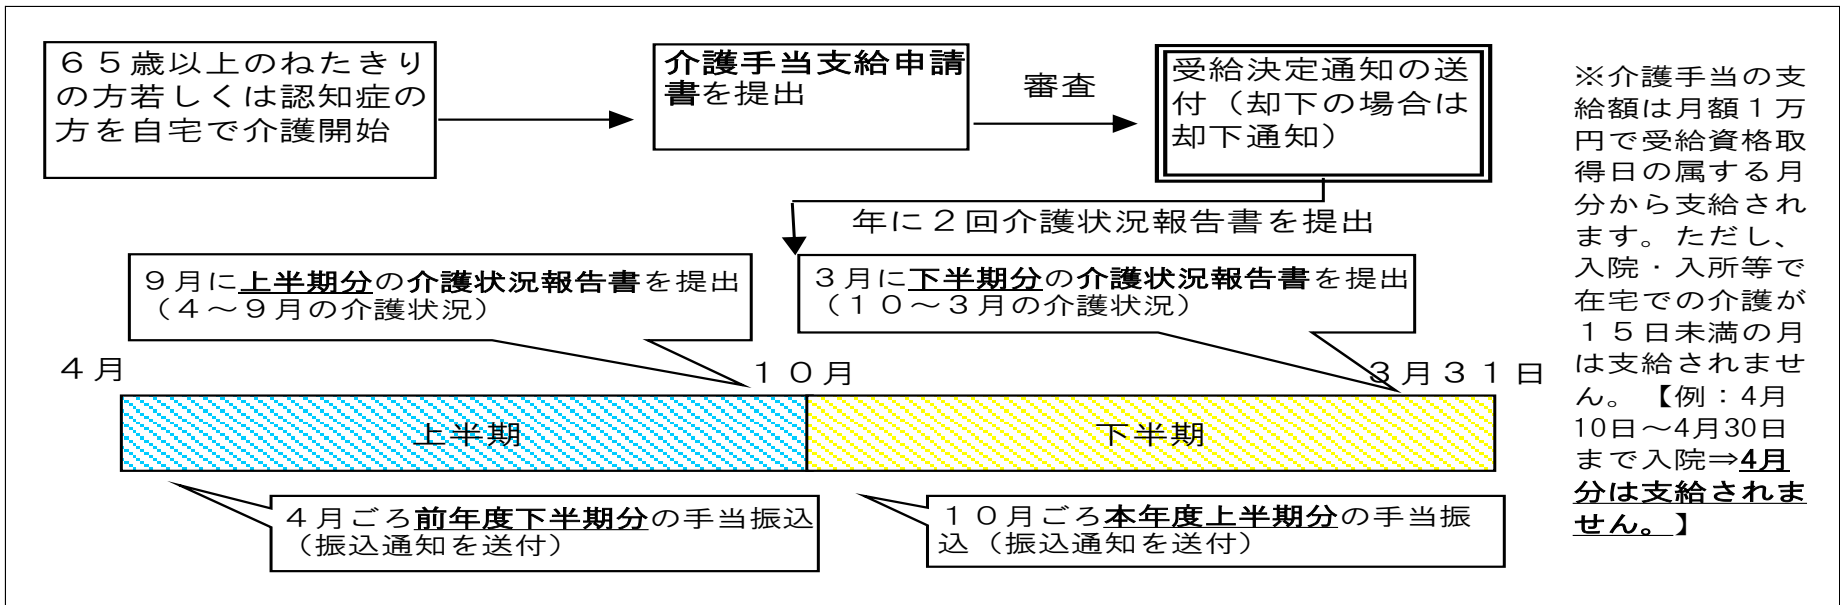 ６５歳以上のねたきり
の方若しくは認知症の
方を自宅で介護開始
介護手当支給申請
書を提出
審査
受給決定通知の送
付（却下の場合は
却下通知）
年に２回介護状況報告書を提出
９月に上半期分の介護状況報告書を提出
（４～９月の介護状況）
３月に下半期分の介護状況報告書を提出
（１０～３月の介護状況）
４月
１０月
３月３１日
上半期
下半期
４月ごろ前年度下半期分の手当振込
（振込通知を送付）
１０月ごろ本年度上半期分の手当振
込（振込通知を送付）
※介護手当の支
給額は月額１万
円で受給資格取
得日の属する月
分から支給され
ます。ただし、
入院・入所等で
在宅での介護が
１５日未満の月
は支給されませ
ん。【例：4月
10日～4月30日
まで入院⇒4月
分は支給されま
せん。】